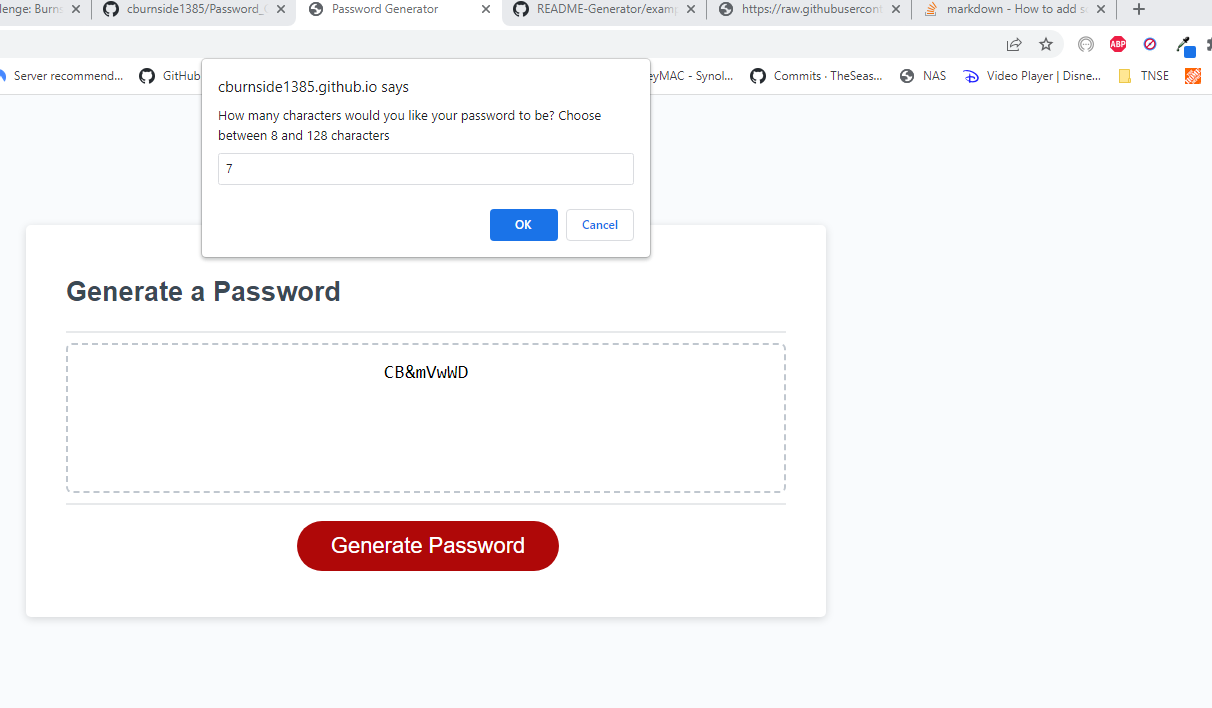 lenge: Burns
cburnside1385/Password_
Password Generator
README-Generator/examp
https://raw.githubusercont
markdown - How to add s
ABP
Server recommend...
GitHub
eyMAC - Synol...
Commits · TheSeas...
NAS
Video Player | Disne...
TNSE
cburnside1385.github.io says
How many characters would you like your password to be? Choose
between 8 and 128 characters
7
OK
Cancel
Generate a Password
CB&mVwWD
Generate Password